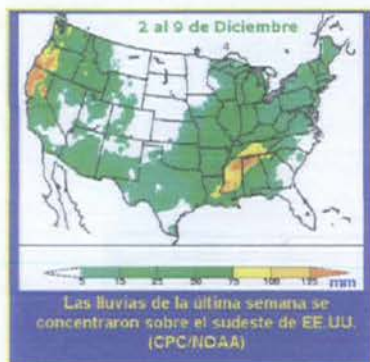 2 al 9 de Diciembre
5 15 25 50 75 100 125 mm
Las lluvias de la última semana se
concentraron sobre el sudeste de EE.UU.
(CPC/NOAA)